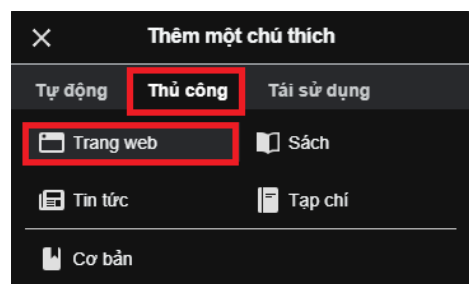 Thêm một chú thích
Tự động Thủ công Tái sử dụng
Trang web Sách
Tin tức Tạp chí
Cơ bản